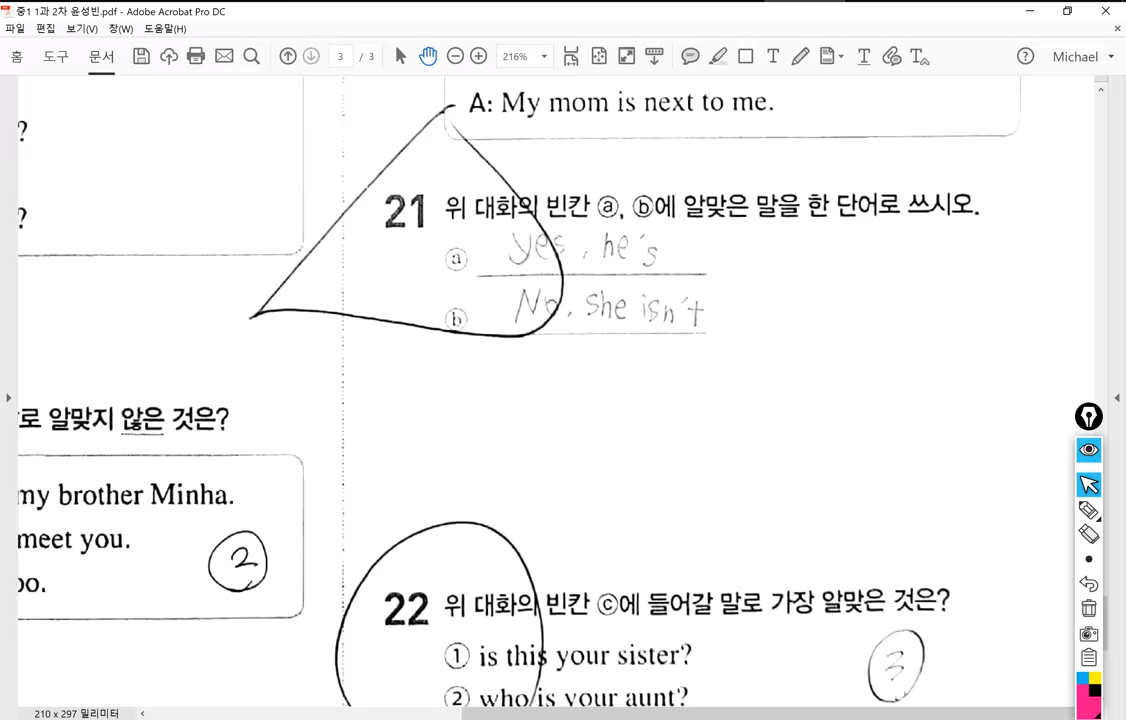 중1 1과 2차 윤성빈.pdf - Adobe Acrobat Pro DC
파일 편집 보기(V) 창(W) 도움말(H)
홈 도구 문서 3 / 3 216% Michael
A: My mom is next to me.
?
?
21 위 대화의 빈칸 ⓐ, ⓑ에 알맞은 말을 한 단어로 쓰시오.
ⓐ yes, he's
ⓑ No, she isn't
로 알맞지 않은 것은?
my brother Minha.
meet you.
oo.
②
22 위 대화의 빈칸 ⓒ에 들어갈 말로 가장 알맞은 것은?
① is this your sister?
③
② who is your aunt?
210 x 297 밀리미터